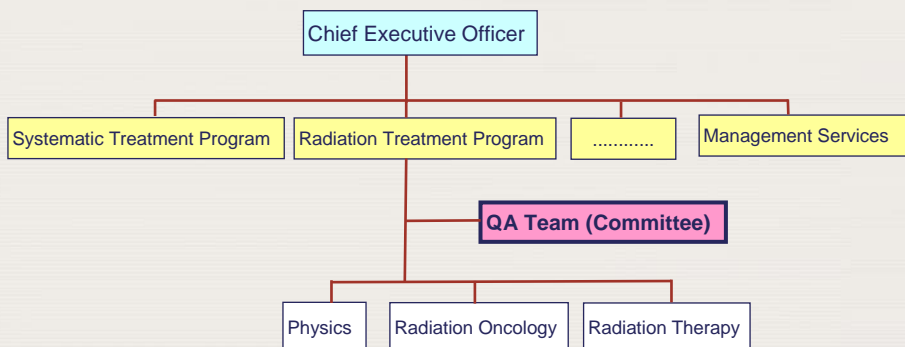 Chief Executive Officer
Systematic Treatment Program
Radiation Treatment Program
............
Management Services
QA Team (Committee)
Physics
Radiation Oncology
Radiation Therapy